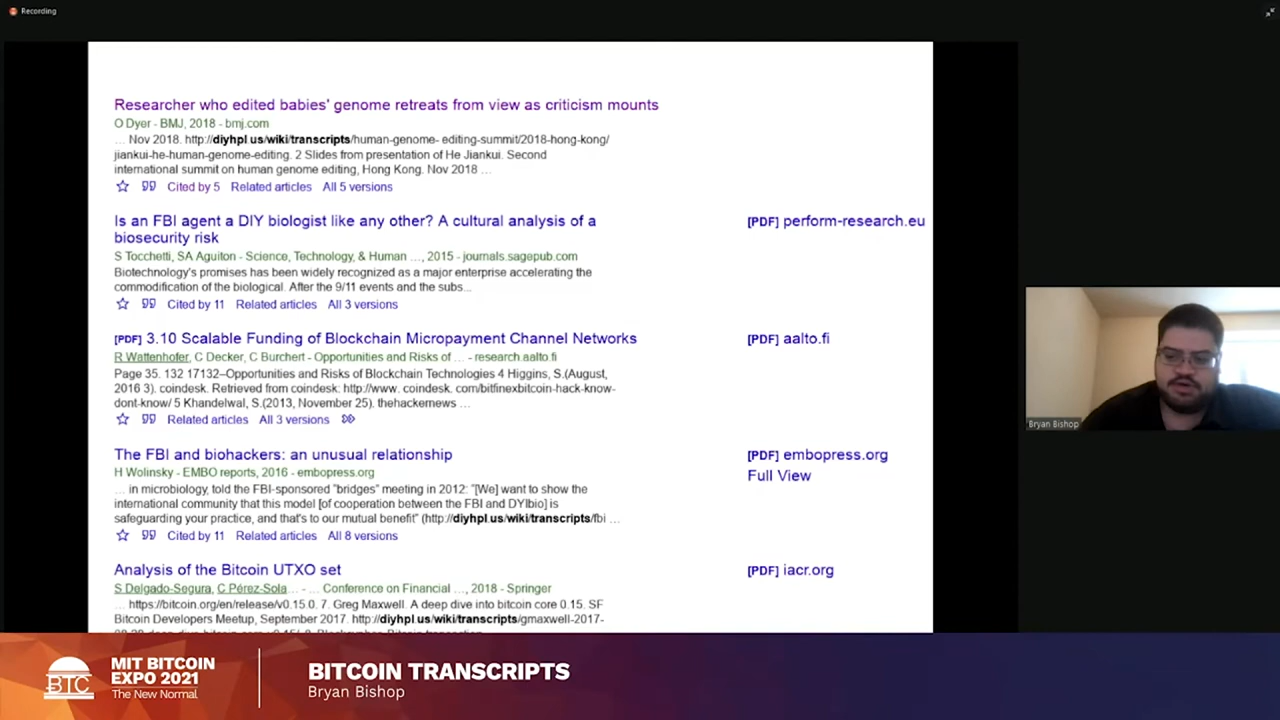 Recording
Researcher who edited babies' genome retreats from view as criticism mounts
O Dyer - BMJ, 2018 - bmj.com
... Nov 2018. http://diyhpl.us/wiki/transcripts/human-genome- editing-summit/2018-hong-kong/
jiankui-he-human-genome-editing. 2 Slides from presentation of He Jiankui. Second
international summit on human genome editing, Hong Kong. Nov 2018 ...
Cited by 5 Related articles All 5 versions
Is an FBI agent a DIY biologist like any other? A cultural analysis of a
biosecurity risk
[PDF] perform-research.eu
S Tocchetti, SA Aguiton - Science, Technology, & Human ..., 2015 - journals.sagepub.com
Biotechnology's promises has been widely recognized as a major enterprise accelerating the
commodification of the biological. After the 9/11 events and the subs...
Cited by 11 Related articles All 3 versions
[PDF] 3.10 Scalable Funding of Blockchain Micropayment Channel Networks
[PDF] aalto.fi
R Wattenhofer, C Decker, C Burchert - Opportunities and Risks of ... - research.aalto.fi
Page 35. 132 17132–Opportunities and Risks of Blockchain Technologies 4 Higgins, S.(August,
2016 3). coindesk. Retrieved from coindesk: http://www. coindesk. com/bitfinexbitcoin-hack-know-
dont-know/ 5 Khandelwal, S.(2013, November 25). thehackernews ...
Related articles All 3 versions
The FBI and biohackers: an unusual relationship
[PDF] embopress.org
H Wolinsky - EMBO reports, 2016 - embopress.org
Full View
... in microbiology, told the FBI-sponsored "bridges" meeting in 2012: "[We] want to show the
international community that this model [of cooperation between the FBI and DYIbio] is
safeguarding your practice, and that's to our mutual benefit" (http://diyhpl.us/wiki/transcripts/fbi ...
Cited by 11 Related articles All 8 versions
Analysis of the Bitcoin UTXO set
[PDF] iacr.org
S Delgado-Segura, C Pérez-Sola... - ... Conference on Financial ..., 2018 - Springer
... https://bitcoin.org/en/release/v0.15.0. 7. Greg Maxwell. A deep dive into bitcoin core 0.15. SF
Bitcoin Developers Meetup, September 2017. http://diyhpl.us/wiki/transcripts/gmaxwell-2017-
Bryan Bishop
BTC
MIT BITCOIN
EXPO 2021
The New Normal
BITCOIN TRANSCRIPTS
Bryan Bishop